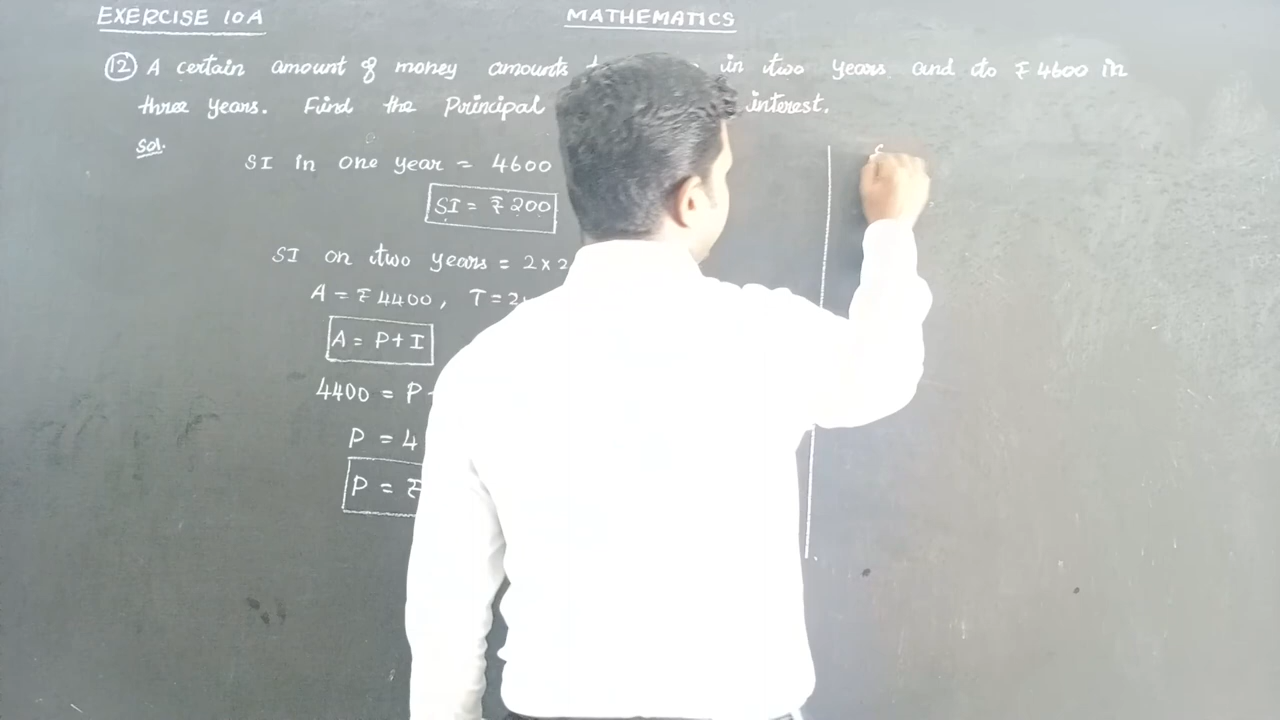 EXERCISE 10A
MATHEMATICS
(12) A certain amount of money amounts in two years and to ₹ 4600 in
three years. Find the Principal interest.
Sol.
SI in one year = 4600
SI = ₹ 200
SI on two years = 2 ×
A = ₹ 4400, T = 2
A = P + I
4400 = P
P = 4
P = ₹